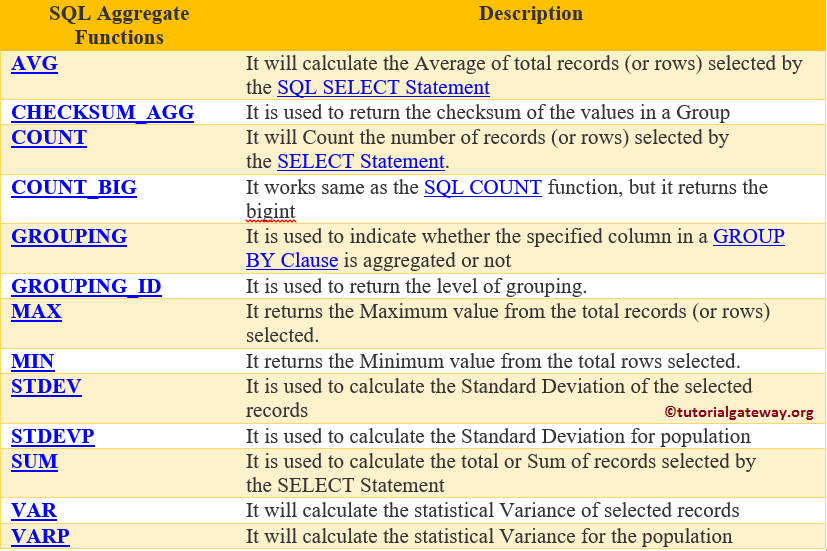 SQL Aggregate Functions Description
AVG It will calculate the Average of total records (or rows) selected by
the SQL SELECT Statement
CHECKSUM_AGG It is used to return the checksum of the values in a Group
COUNT It will Count the number of records (or rows) selected by
the SELECT Statement.
COUNT_BIG It works same as the SQL COUNT function, but it returns the
bigint
GROUPING It is used to indicate whether the specified column in a GROUP
BY Clause is aggregated or not
GROUPING_ID It is used to return the level of grouping.
MAX It returns the Maximum value from the total records (or rows)
selected.
MIN It returns the Minimum value from the total rows selected.
STDEV It is used to calculate the Standard Deviation of the selected
records
©tutorialgateway.org
STDEVP It is used to calculate the Standard Deviation for population
SUM It is used to calculate the total or Sum of records selected by
the SELECT Statement
VAR It will calculate the statistical Variance of selected records
VARP It will calculate the statistical Variance for the population